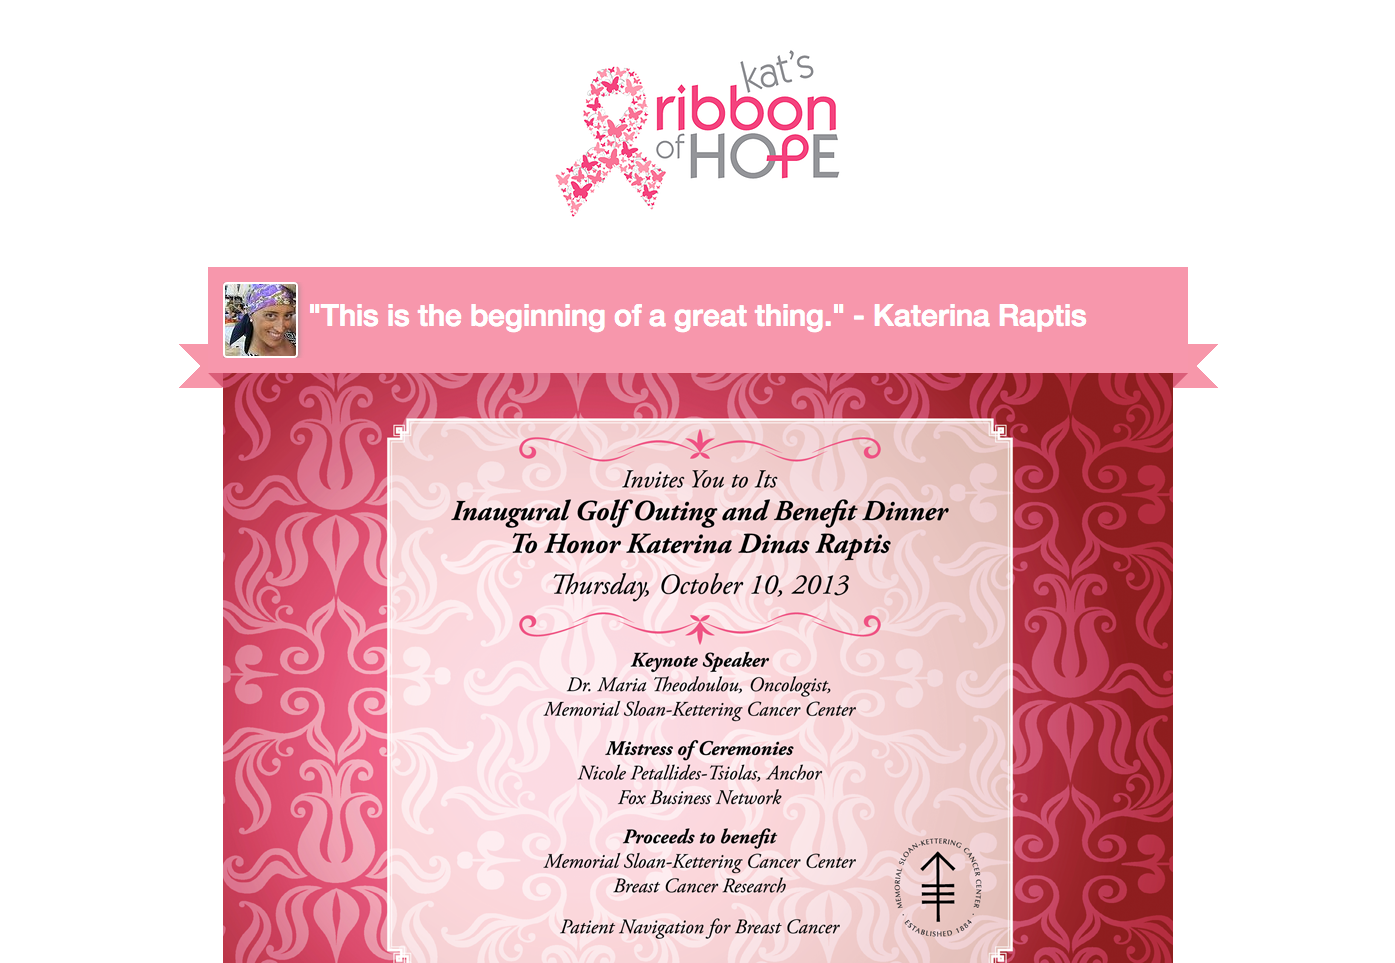 kat's
ribbon
of HOPE
"This is the beginning of a great thing." - Katerina Raptis
Invites You to Its
Inaugural Golf Outing and Benefit Dinner
To Honor Katerina Dinas Raptis
Thursday, October 10, 2013
Keynote Speaker
Dr. Maria Theodoulou, Oncologist,
Memorial Sloan-Kettering Cancer Center
Mistress of Ceremonies
Nicole Petallides-Tsiolas, Anchor
Fox Business Network
Proceeds to benefit
Memorial Sloan-Kettering Cancer Center
Breast Cancer Research
Patient Navigation for Breast Cancer
MEMORIAL SLOAN-KETTERING CANCER CENTER
· ESTABLISHED 1884 ·